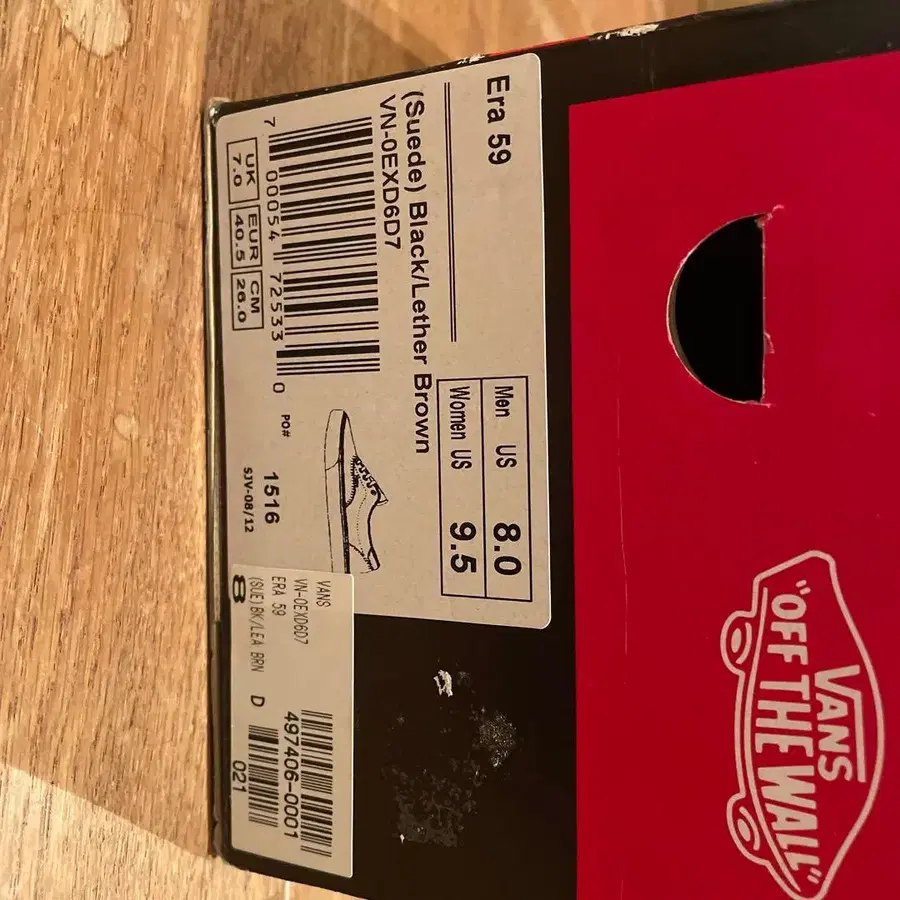 Era 59
(Suede) Black/Lether Brown
VN-0EXD6D7
7 00054 72533 0
Men US 8.0
Women US 9.5
UK EUR CM
7.0 40.5 26.0
PO#
1516
SJV-08/12
VANS
VN-0EXD6D7
ERA 59
(SUE)BK/LEA BRN
8 D 021
497406-0001
VANS
"OFF THE WALL"